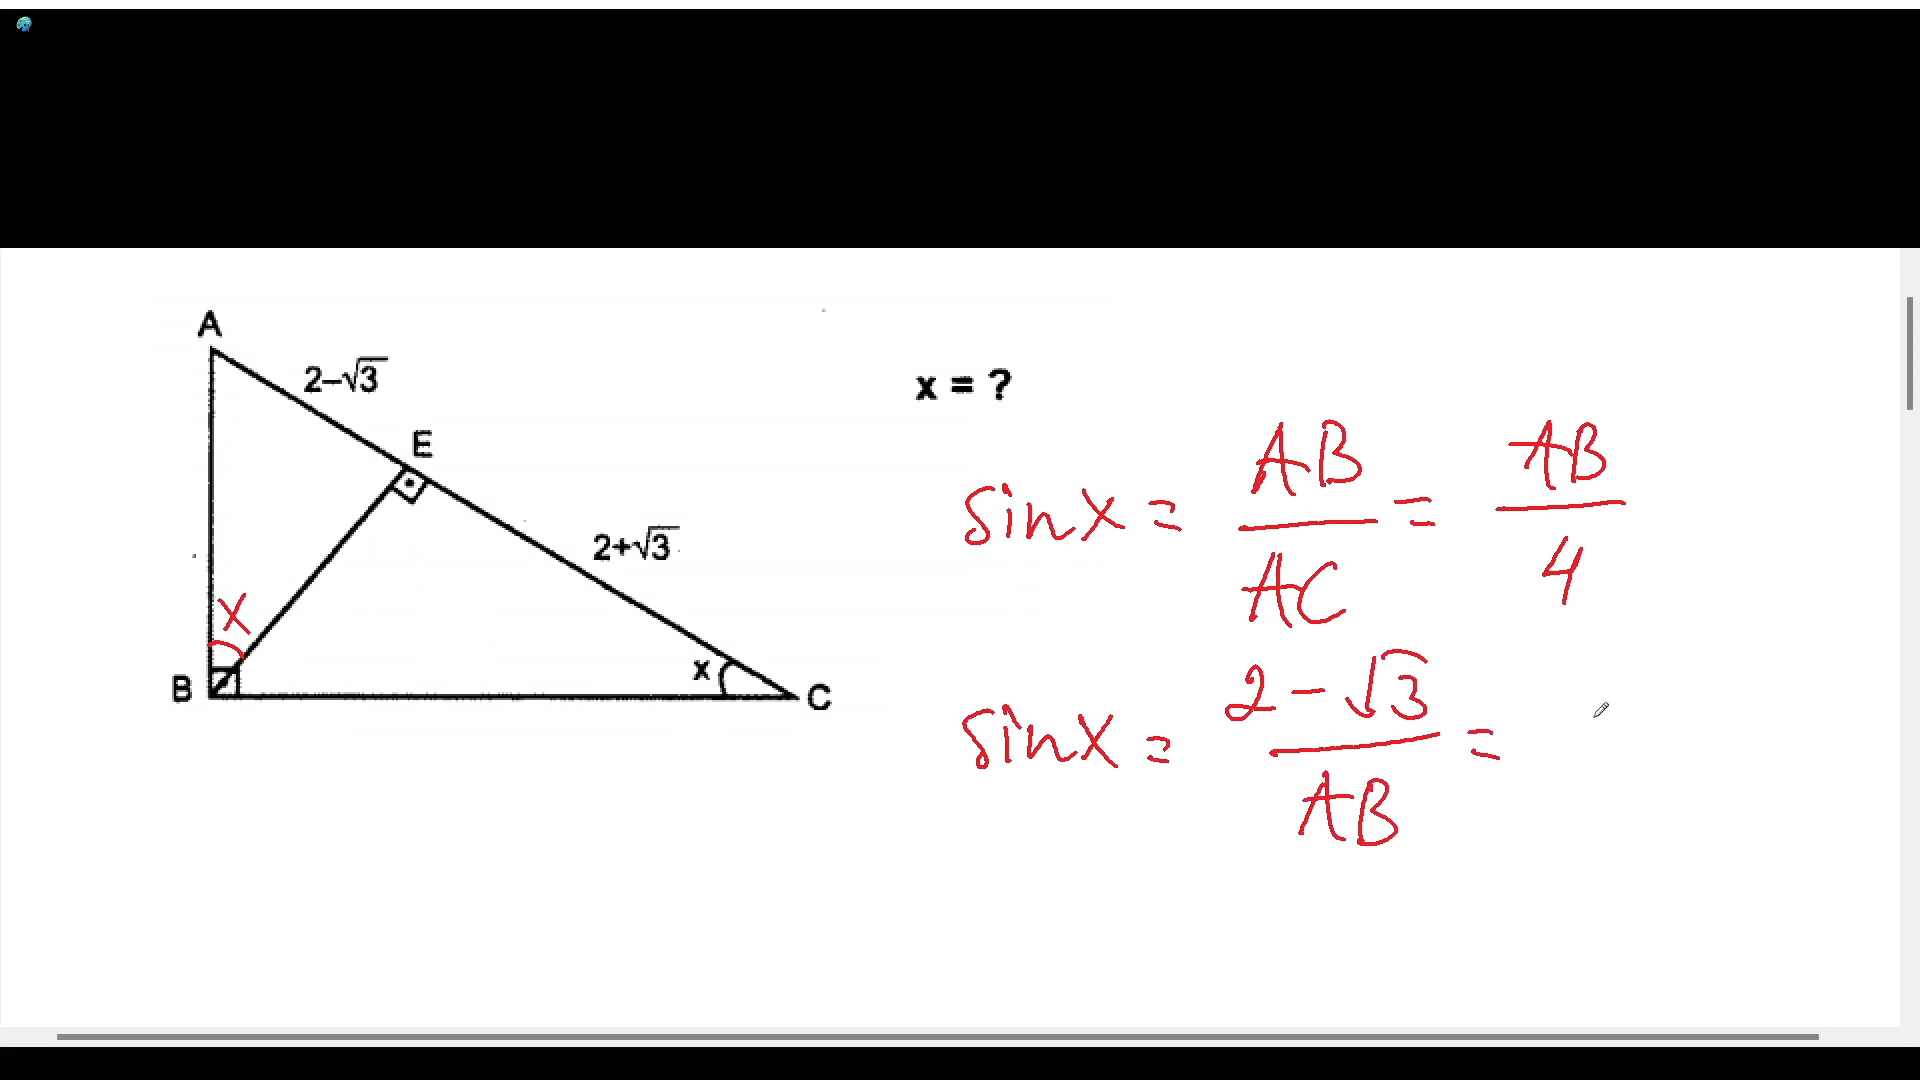 A
2–√3
E
x = ?
2+√3
X
B
x
C
sinx = AB/AC = AB/4
sinx = 2-√3/AB =